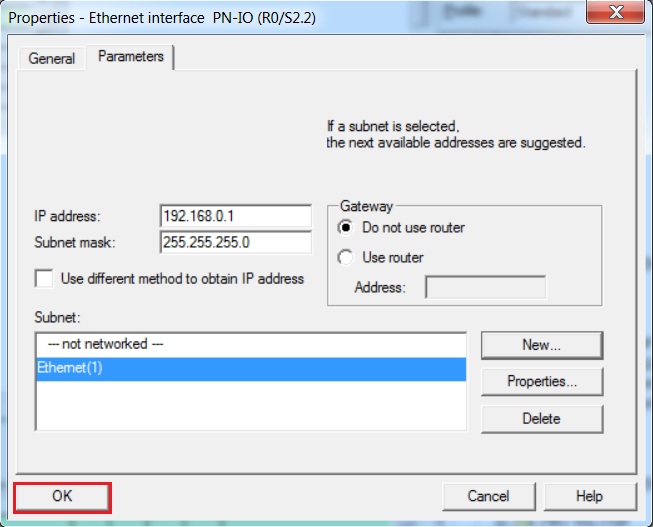 Properties - Ethernet interface PN-IO (R0/S2.2)
Profile: Standard
General
Parameters
If a subnet is selected,
the next available addresses are suggested.
IP address: 192.168.0.1
Subnet mask: 255.255.255.0
Use different method to obtain IP address
Gateway
Do not use router
Use router
Address:
Subnet:
--- not networked ---
Ethernet(1)
New...
Properties...
Delete
OK
Cancel
Help